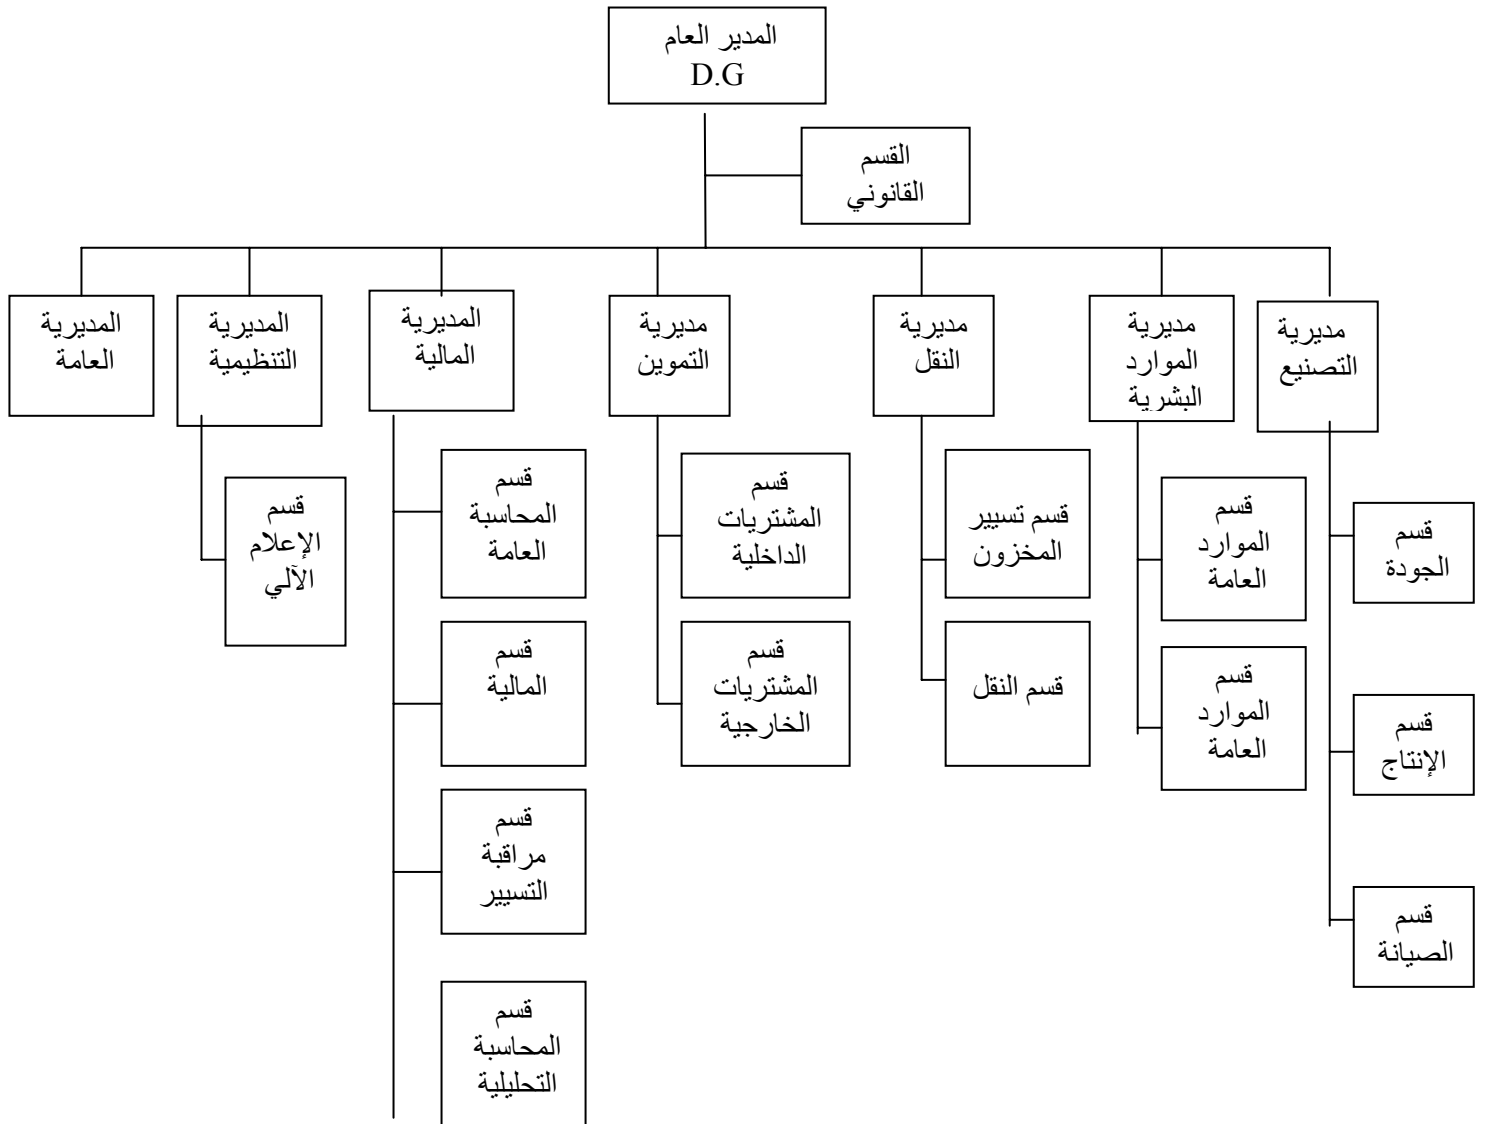 المدير العام
D.G
القسم
القانوني
مديرية
التصنيع
مديرية
الموارد
البشرية
مديرية
النقل
مديرية
التموين
المديرية
المالية
المديرية
التنظيمية
المديرية
العامة
قسم
الجودة
قسم
الإنتاج
قسم
الصيانة
قسم
الموارد
العامة
قسم
الموارد
العامة
قسم تسيير
المخزون
قسم النقل
قسم
المشتريات
الداخلية
قسم
المشتريات
الخارجية
قسم
المحاسبة
العامة
قسم
المالية
قسم
مراقبة
التسيير
قسم
المحاسبة
التحليلية
قسم
الإعلام
الآلي